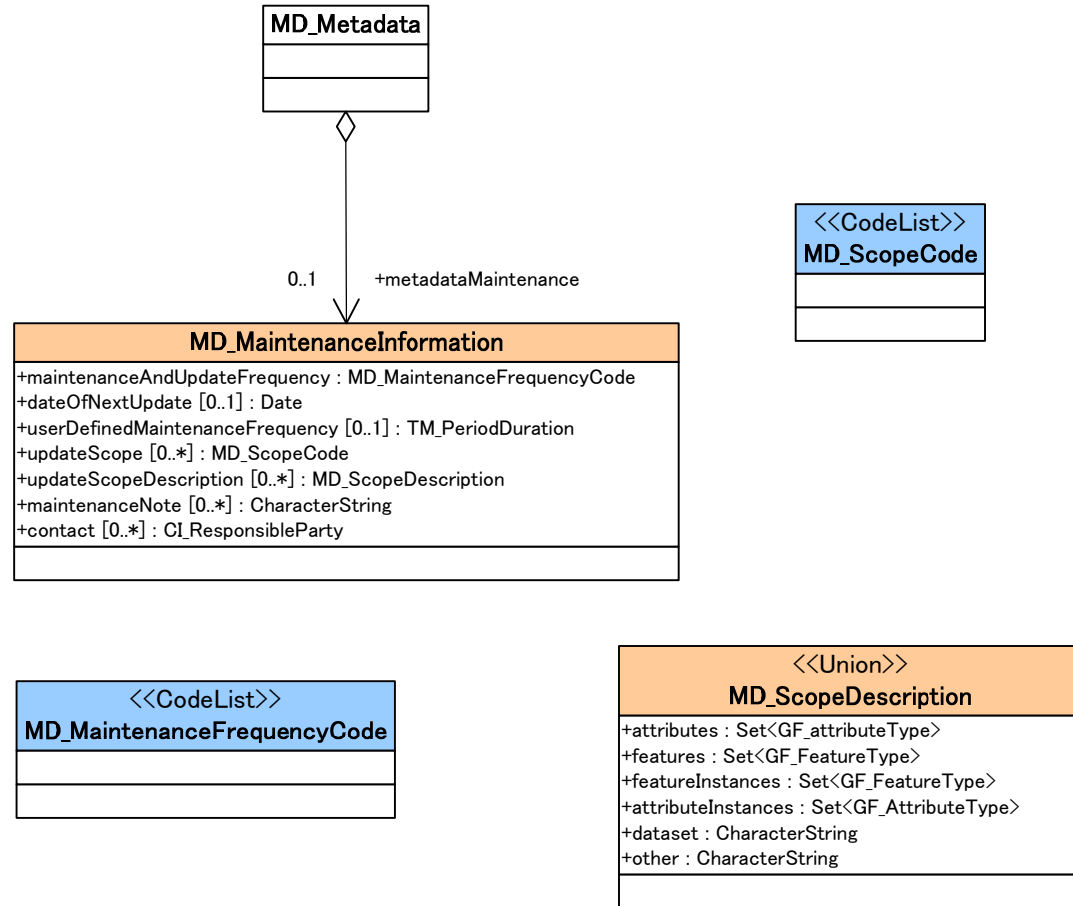 MD_Metadata
0..1 +metadataMaintenance
<<CodeList>>
MD_ScopeCode
MD_MaintenanceInformation
+maintenanceAndUpdateFrequency : MD_MaintenanceFrequencyCode
+dateOfNextUpdate [0..1] : Date
+userDefinedMaintenanceFrequency [0..1] : TM_PeriodDuration
+updateScope [0..*] : MD_ScopeCode
+updateScopeDescription [0..*] : MD_ScopeDescription
+maintenanceNote [0..*] : CharacterString
+contact [0..*] : CI_ResponsibleParty
<<CodeList>>
MD_MaintenanceFrequencyCode
<<Union>>
MD_ScopeDescription
+attributes : Set<GF_attributeType>
+features : Set<GF_FeatureType>
+featureInstances : Set<GF_FeatureType>
+attributeInstances : Set<GF_AttributeType>
+dataset : CharacterString
+other : CharacterString